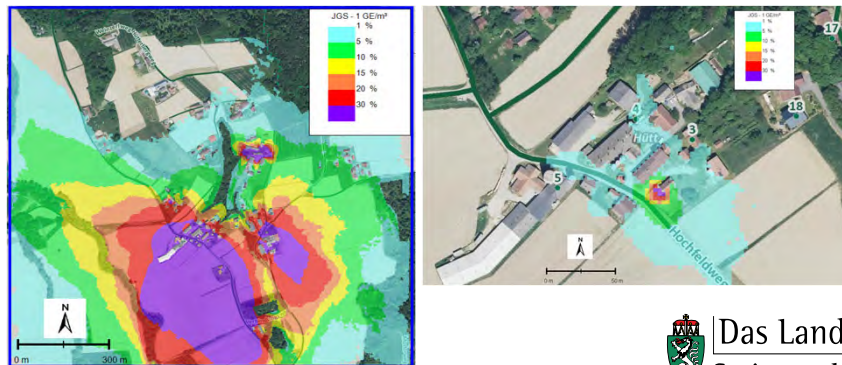 JGS - 1 GE/m³
1 %
5 %
10 %
15 %
20 %
30 %
N
0 m
300 m
JGS - 1 GE/m³
1 %
5 %
10 %
15 %
20 %
30 %
17
18
4
3
Hütt
5
Hochfeldweg
N
0 m
50 m
Das Land